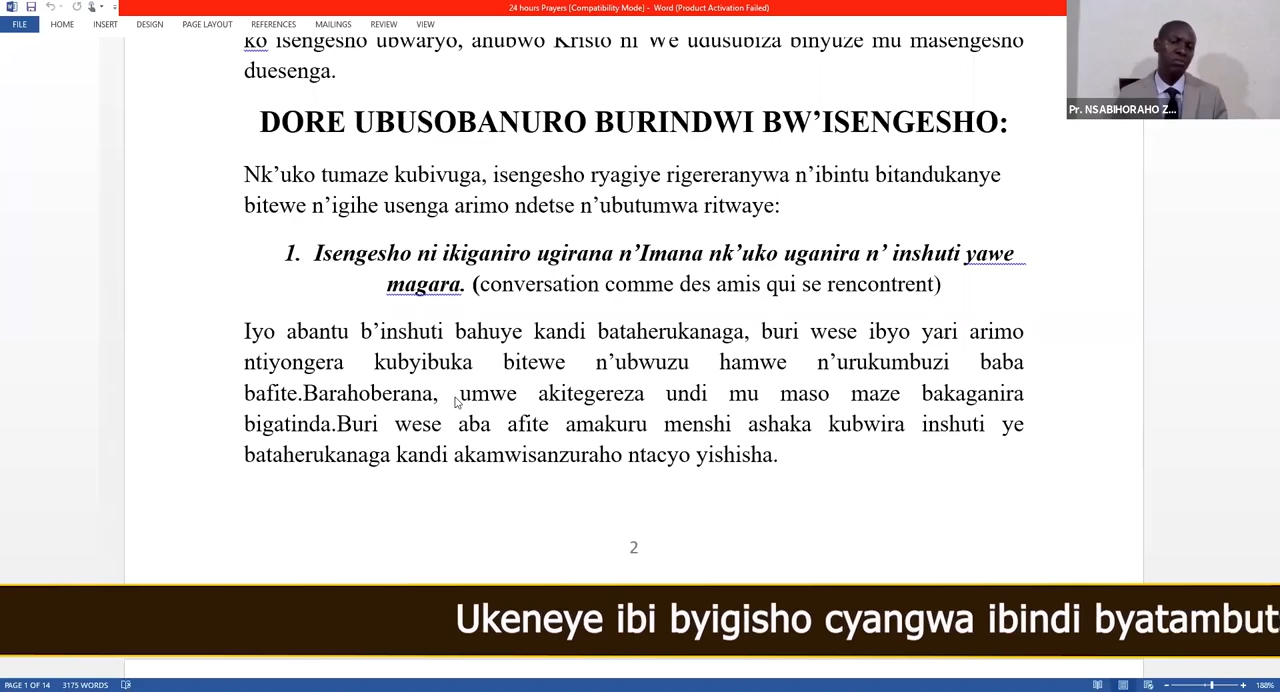 24 hours Prayers [Compatibility Mode] - Word (Product Activation Failed)
FILE HOME INSERT DESIGN PAGE LAYOUT REFERENCES MAILINGS REVIEW VIEW
ko isengesho ubwaryo, ahubwo Kristo ni We udusubiza binyuze mu masengesho
duesenga.
DORE UBUSOBANURO BURINDWI BW’ISENGESHO:
Nk’uko tumaze kubivuga, isengesho ryagiye rigereranywa n’ibintu bitandukanye
bitewe n’igihe usenga arimo ndetse n’ubutumwa ritwaye:
1. Isengesho ni ikiganiro ugirana n’Imana nk’uko uganira n’ inshuti yawe
magara. (conversation comme des amis qui se rencontrent)
Iyo abantu b’inshuti bahuye kandi bataherukanaga, buri wese ibyo yari arimo
ntiyongera kubyibuka bitewe n’ubwuzu hamwe n’urukumbuzi baba
bafite.Barahoberana, umwe akitegereza undi mu maso maze bakaganira
bigatinda.Buri wese aba afite amakuru menshi ashaka kubwira inshuti ye
bataherukanaga kandi akamwisanzuraho ntacyo yishisha.
2
Pr. NSABIHORAHO Z...
Ukeneye ibi byigisho cyangwa ibindi byatambut
PAGE 1 OF 14 3175 WORDS 188%